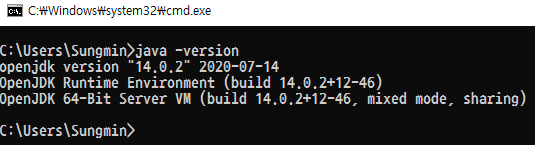 C:₩Windows₩system32₩cmd.exe
C:₩Users₩Sungmin>java -version
openjdk version "14.0.2" 2020-07-14
OpenJDK Runtime Environment (build 14.0.2+12-46)
OpenJDK 64-Bit Server VM (build 14.0.2+12-46, mixed mode, sharing)
C:₩Users₩Sungmin>